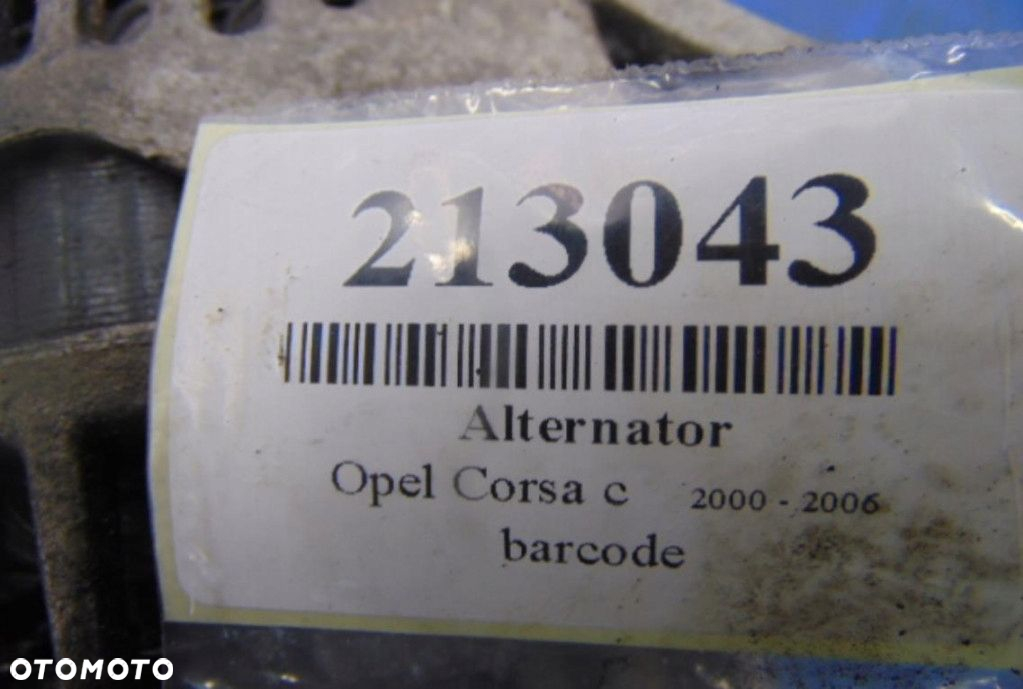 213043
Alternator
Opel Corsa c 2000 - 2006
barcode
OTOMOTO